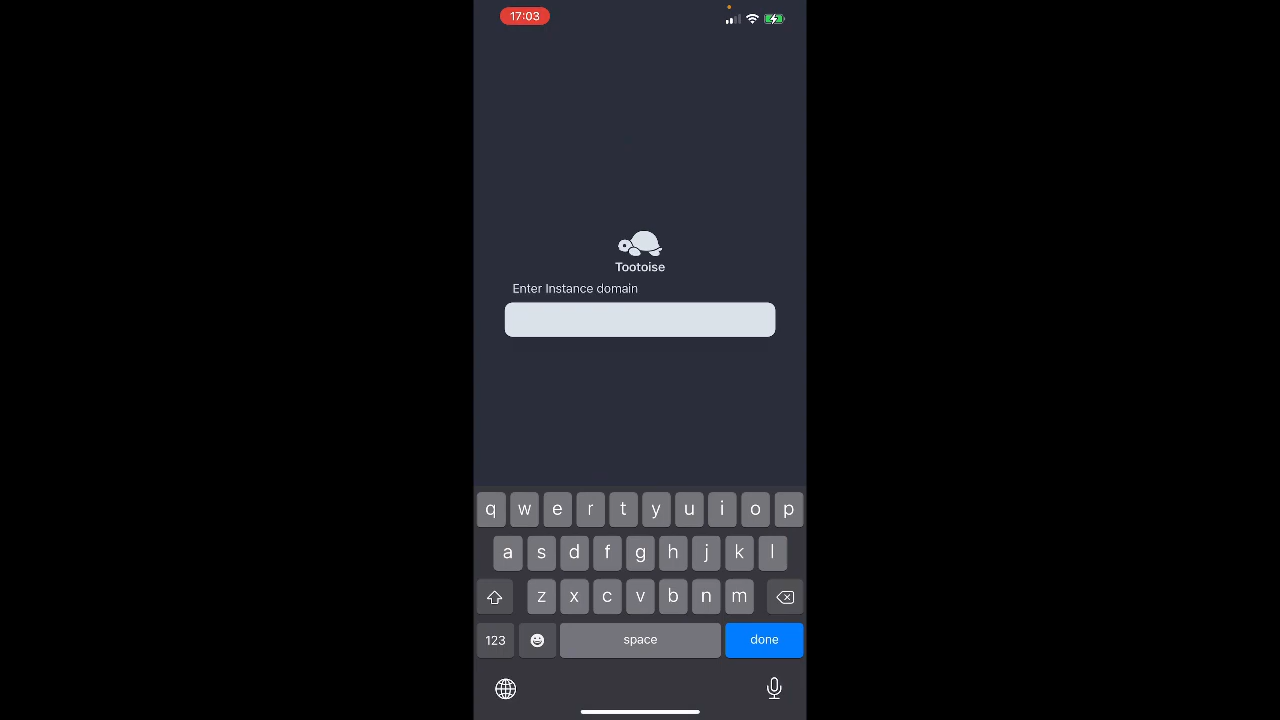 17:03
Tootoise
Enter Instance domain
q w e r t y u i o p
a s d f g h j k l
z x c v b n m
123 space done